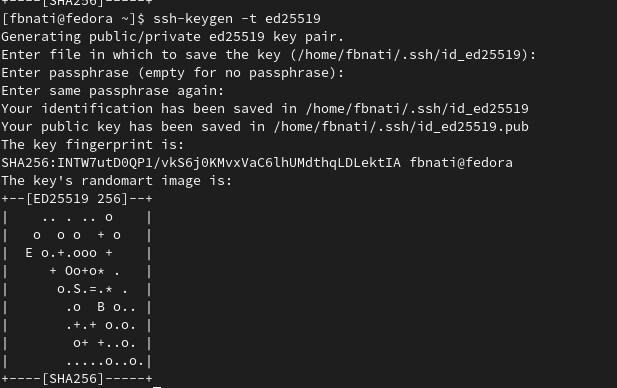 +----[SHA256]-----+
[fbnati@fedora ~]$ ssh-keygen -t ed25519
Generating public/private ed25519 key pair.
Enter file in which to save the key (/home/fbnati/.ssh/id_ed25519):
Enter passphrase (empty for no passphrase):
Enter same passphrase again:
Your identification has been saved in /home/fbnati/.ssh/id_ed25519
Your public key has been saved in /home/fbnati/.ssh/id_ed25519.pub
The key fingerprint is:
SHA256:INTW7utD0QP1/vkS6j0KMvxVaC6lhUMdthqLDLektIA fbnati@fedora
The key's randomart image is:
+--[ED25519 256]--+
|    .. . .. o    |
|   o  o o  + o   |
|  E o.+.ooo +    |
|     + Oo+o* .   |
|      o.S.=.* .  |
|       .o  B o.. |
|       .+.+ o.o. |
|        o+ +..o. |
|       .....o..o.|
+----[SHA256]-----+